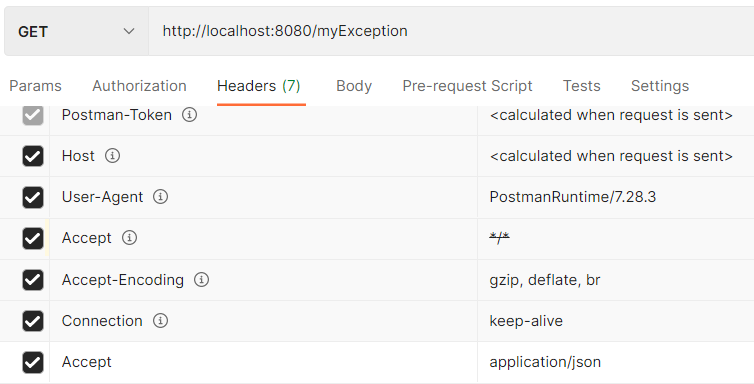 GET http://localhost:8080/myException
Params Authorization Headers (7) Body Pre-request Script Tests Settings
Postman-Token <calculated when request is sent>
Host <calculated when request is sent>
User-Agent PostmanRuntime/7.28.3
Accept */*
Accept-Encoding gzip, deflate, br
Connection keep-alive
Accept application/json